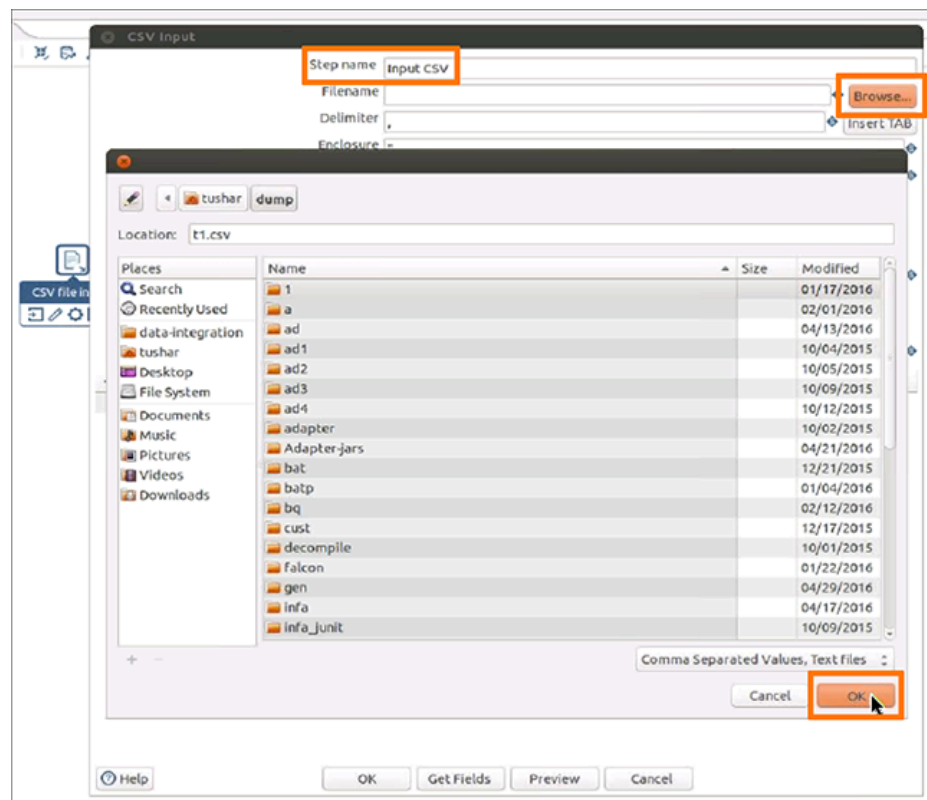 CSV Input
Step name Input CSV
Filename Browse...
Delimiter , Insert TAB
Enclosure "
tushar dump
Location: t1.csv
Places Name Size Modified
Search 1 01/17/2016
Recently Used a 02/01/2016
ad 04/13/2016
data-integration ad1 10/04/2015
tushar ad2 10/05/2015
Desktop ad3 10/09/2015
File System ad4 10/12/2015
Documents adapter 10/02/2015
Music Adapter-jars 04/21/2016
Pictures bat 12/21/2015
Videos batp 01/04/2016
Downloads bq 02/12/2016
cust 12/17/2015
decompile 10/01/2015
falcon 01/22/2016
gen 04/29/2016
infa 04/17/2016
infa_junit 10/09/2015
CSV file in
Comma Separated Values, Text files
Cancel OK
Help OK Get Fields Preview Cancel